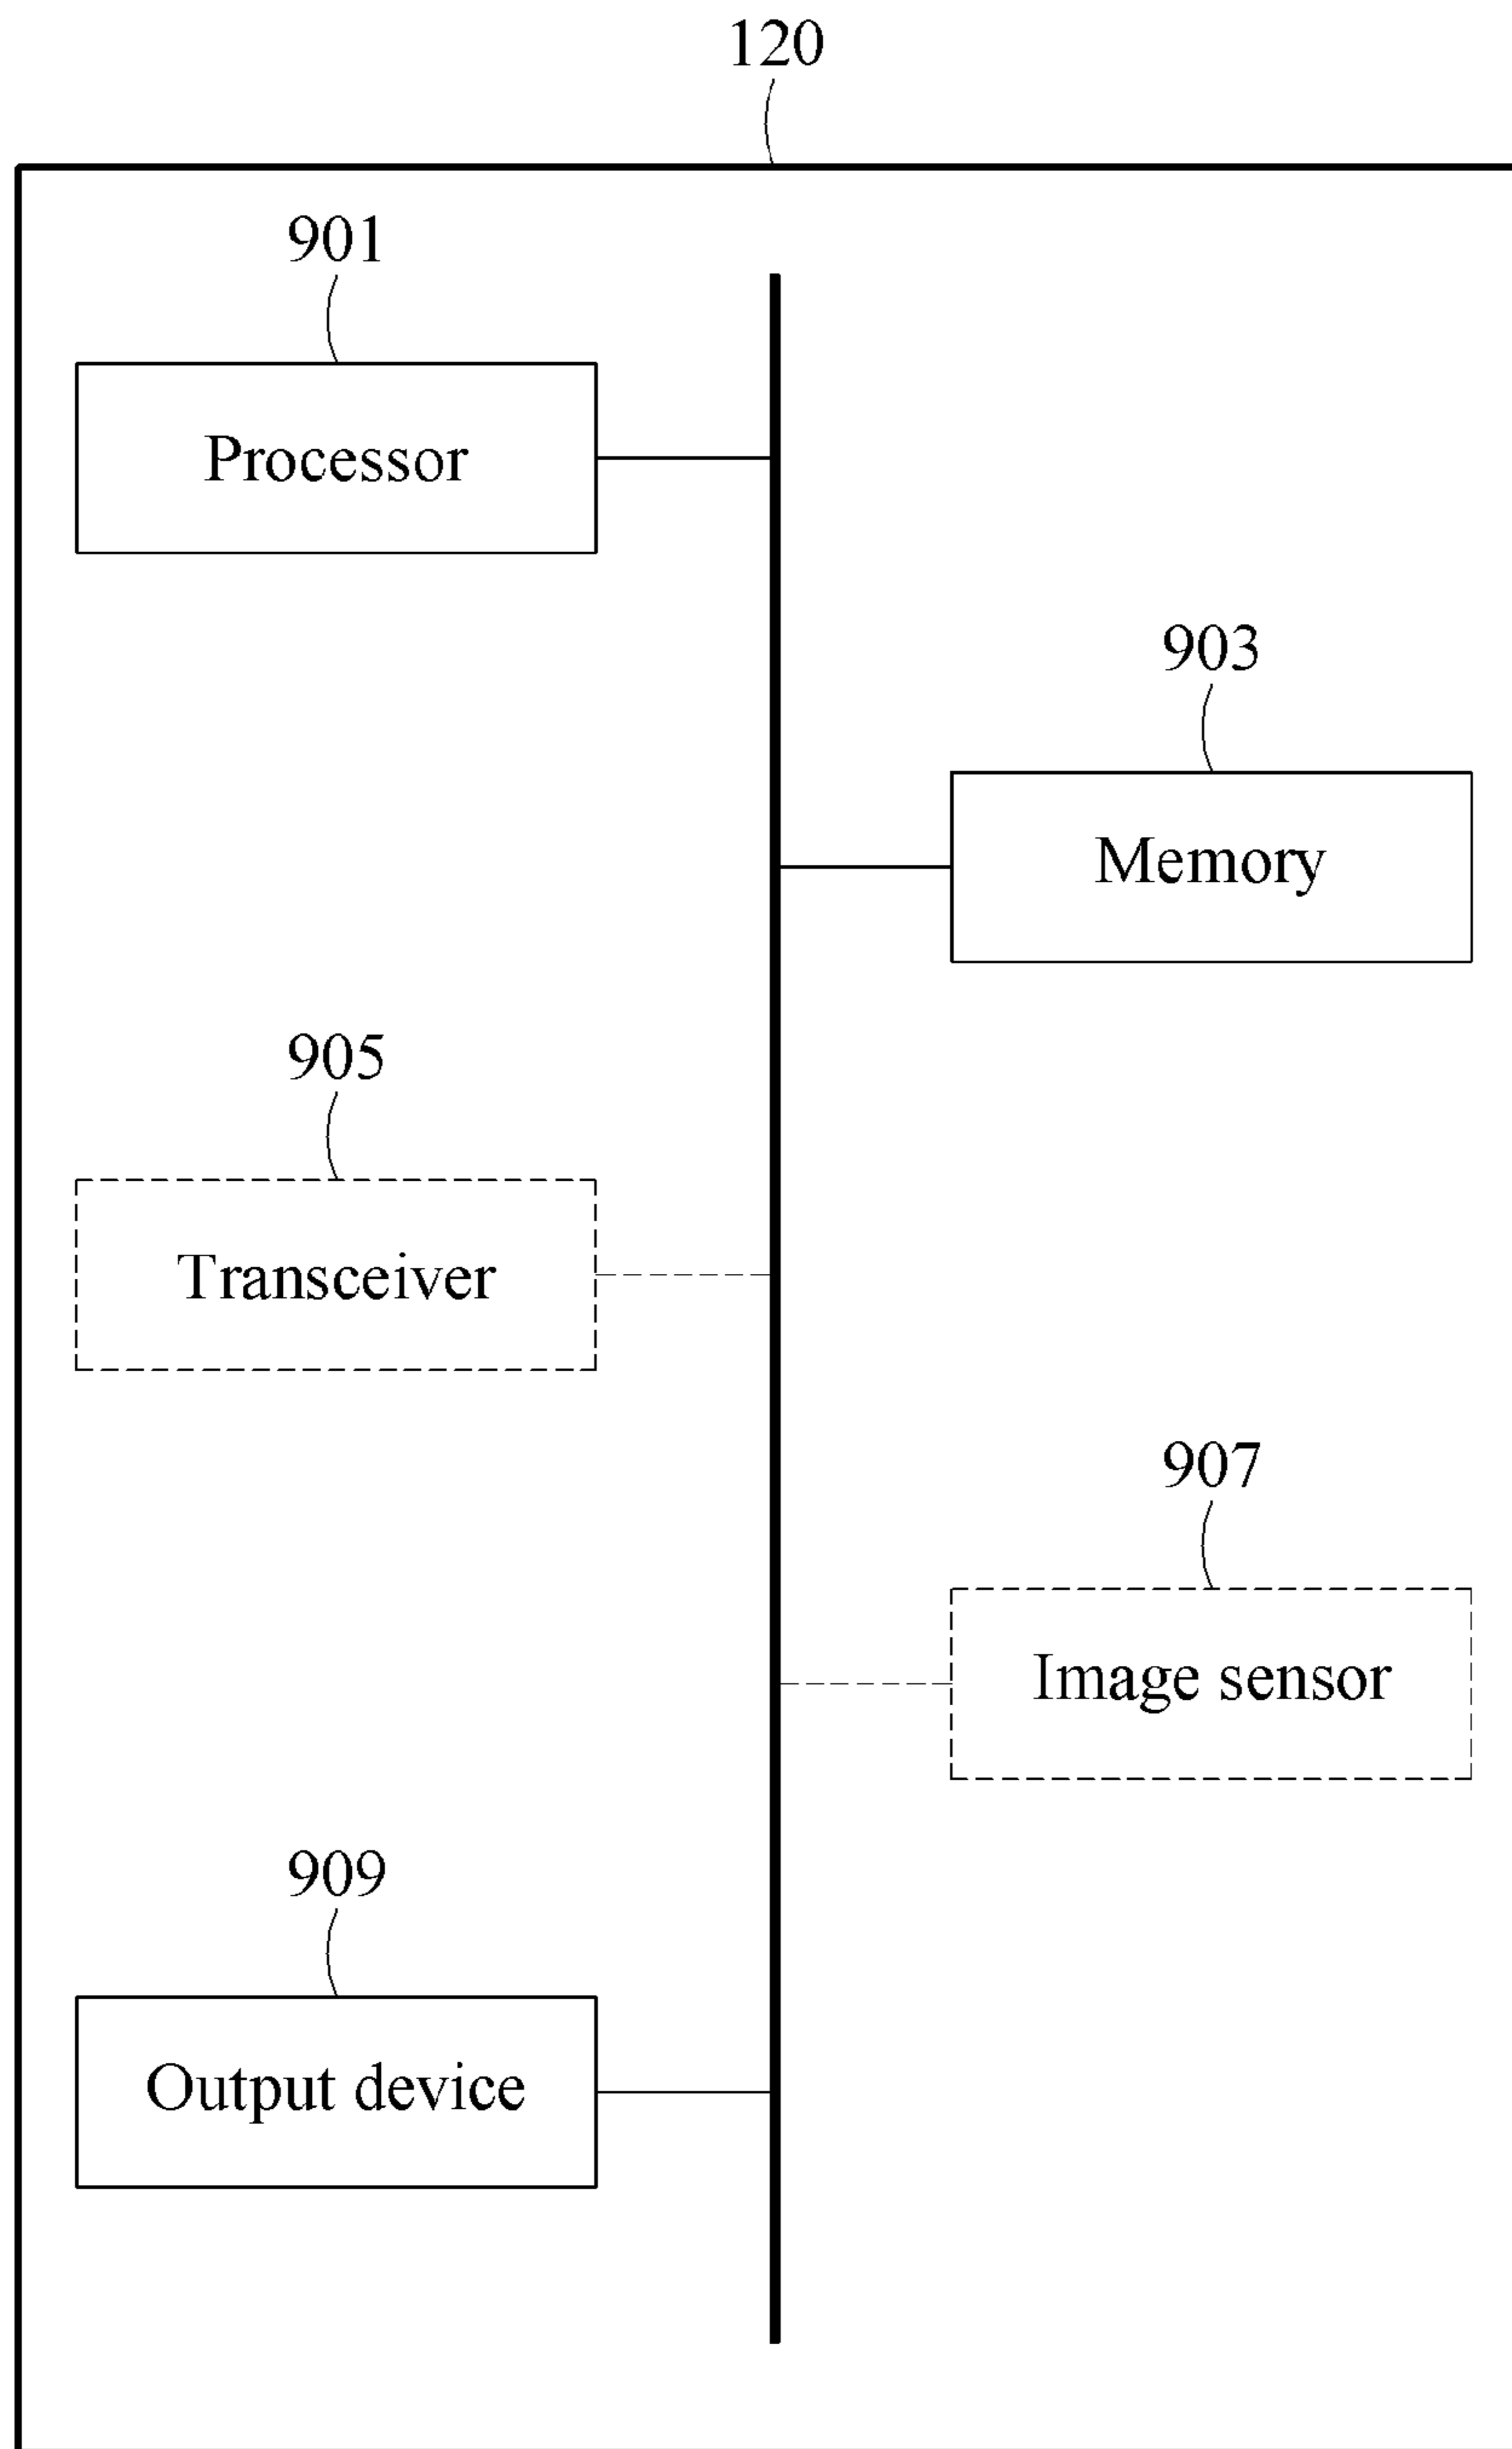 120
901
Processor
903
Memory
905
Transceiver
907
Image sensor
909
Output device